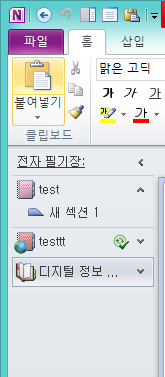 파일 홈 삽입
붙여넣기
맑은 고딕
가 가 가
가 가
클립보드
전자 필기장:
test
새 섹션 1
testtt
디지털 정보 ...